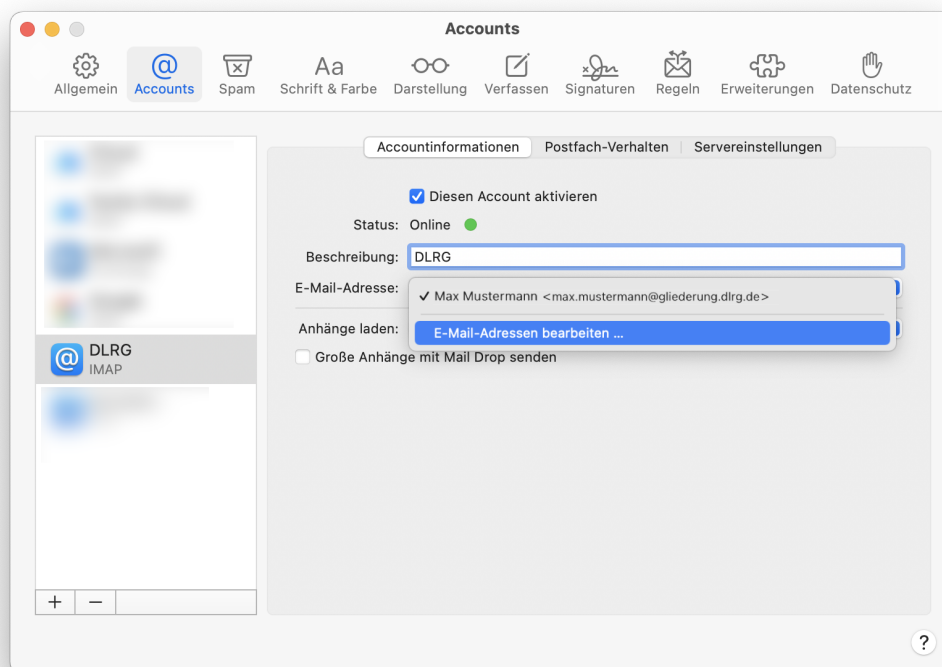 Accounts
Allgemein Accounts Spam Schrift & Farbe Darstellung Verfassen Signaturen Regeln Erweiterungen Datenschutz
Accountinformationen Postfach-Verhalten Servereinstellungen
Diesen Account aktivieren
Status: Online
Beschreibung: DLRG
E-Mail-Adresse: ✓ Max Mustermann <max.mustermann@gliederung.dlrg.de>
Anhänge laden: E-Mail-Adressen bearbeiten ...
Große Anhänge mit Mail Drop senden
DLRG
IMAP
+ −
?